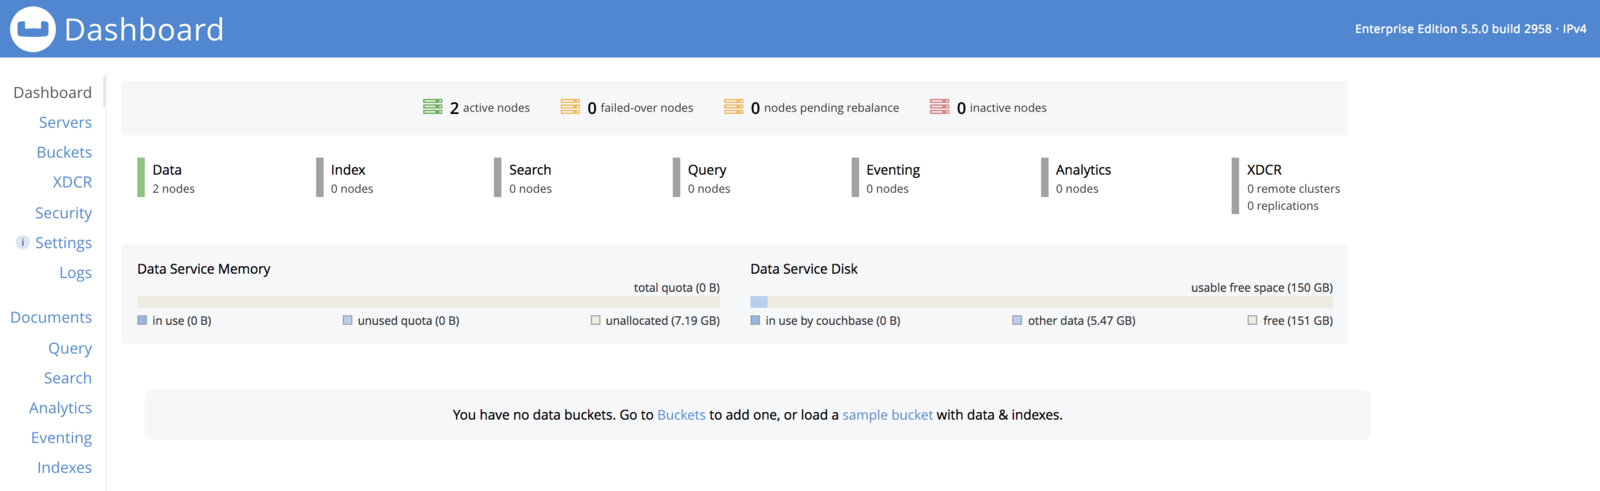 Dashboard
Enterprise Edition 5.5.0 build 2958 · IPv4
Dashboard
Servers
Buckets
XDCR
Security
i Settings
Logs
Documents
Query
Search
Analytics
Eventing
Indexes
2 active nodes
0 failed-over nodes
0 nodes pending rebalance
0 inactive nodes
Data
2 nodes
Index
0 nodes
Search
0 nodes
Query
0 nodes
Eventing
0 nodes
Analytics
0 nodes
XDCR
0 remote clusters
0 replications
Data Service Memory
total quota (0 B)
in use (0 B)
unused quota (0 B)
unallocated (7.19 GB)
Data Service Disk
usable free space (150 GB)
in use by couchbase (0 B)
other data (5.47 GB)
free (151 GB)
You have no data buckets. Go to Buckets to add one, or load a sample bucket with data & indexes.